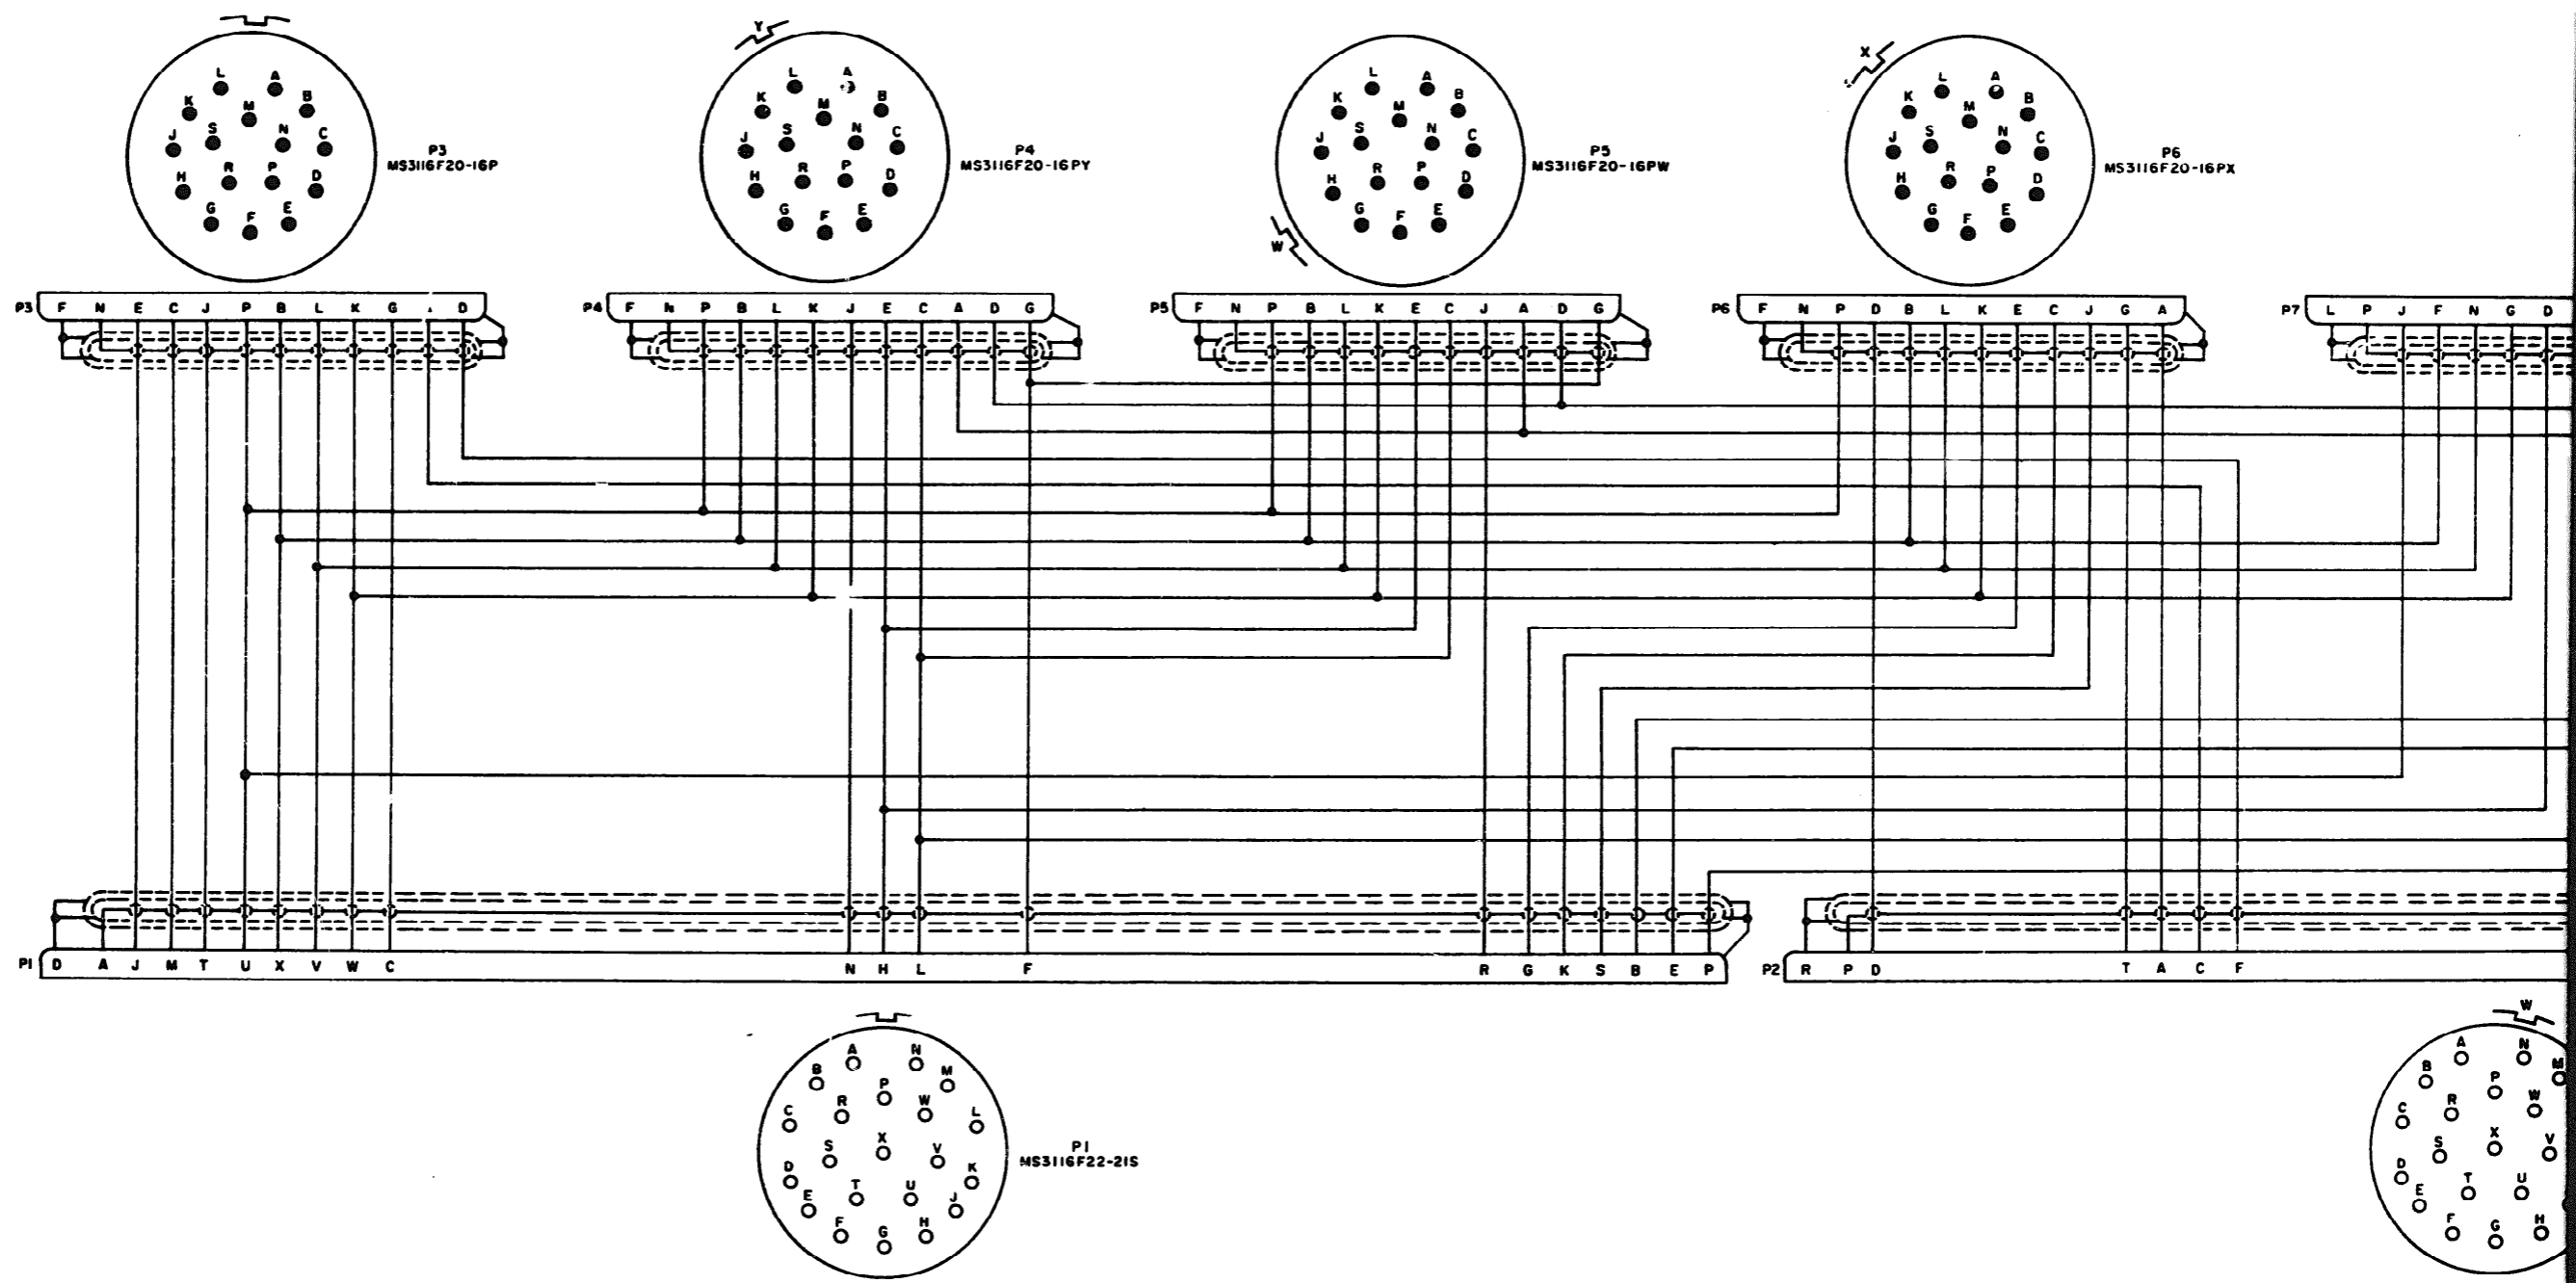 Y
X
L A
K M B
J S N C
H R P D
G F E
P3
MS3116F20-16P
L A
K M B
J S N C
H R P D
G F E
P4
MS3116F20-16PY
L A
K M B
J S N C
H R P D
G F E
W
P5
MS3116F20-16PW
L A
K M B
J S N C
H R P D
G F E
P6
MS3116F20-16PX
P3 F N E C J P B L K G D
P4 F N P B L K J E C A D G
P5 F N P B L K E C J A D G
P6 F N P D B L K E C J G A
P7 L P J F N G D
P1 D A J M T U X V W C N H L F R G K S B E P
P2 R P D T A C F
A N
B P M
C R W L
S X V
D T U K
E J
F G H
P1
MS3116F22-21S
W
A N
B P M
C R W
S X V
D T U
E
F G H